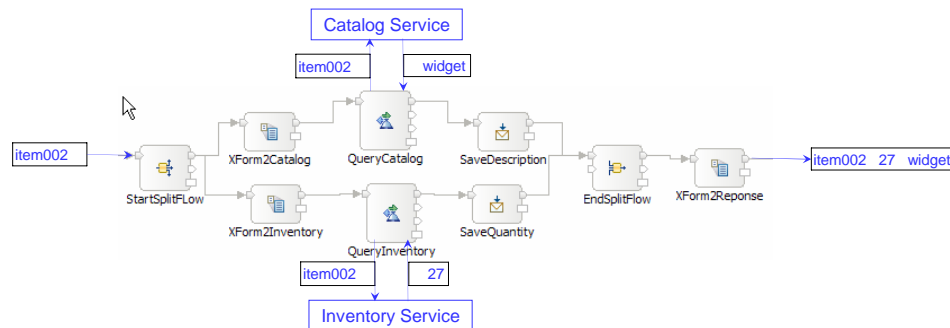 Catalog Service
item002 widget
XForm2Catalog QueryCatalog SaveDescription
item002
item002 27 widget
StartSplitFLow EndSplitFlow XForm2Reponse
XForm2Inventory SaveQuantity
QueryInventory
item002 27
Inventory Service